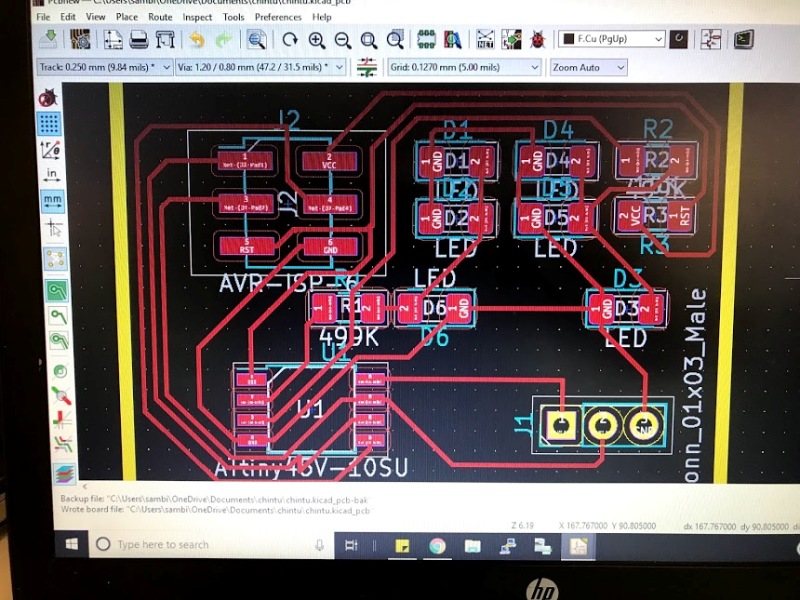 Pcbnew — C:\Users\sambi\OneDrive\Documents\chintu\chintu.kicad_pcb
File Edit View Place Route Inspect Tools Preferences Help
NET
F.Cu (PgUp)
Track: 0.250 mm (9.84 mils) *
Via: 1.20 / 0.80 mm (47.2 / 31.5 mils) *
Grid: 0.1270 mm (5.00 mils)
Zoom Auto
in
mm
J2 D1 D4 R2
1 2 VCC
1 GND D1 2
1 GND D4 2
1 R2 2
3 4 J2
LED LED
1 GND D2 2
1 GND D5 2
2 VCC R3 1 RST
5 RST 6 GND
LED LED R3
AVR-ISP-
LED D3
1 R1 2
2 D6 1 GND
1 GND D3 2
499K D6 LED
U1
U1
J1
GND
onn_01x03_Male
ATtiny45V-10SU
Backup file: "C:\Users\sambi\OneDrive\Documents\chintu\chintu.kicad_pcb-bak"
Wrote board file: "C:\Users\sambi\OneDrive\Documents\chintu\chintu.kicad_pcb"
Z 6.19 X 167.767000 Y 90.805000 dx 167.767000 dy 90.805000 di
Type here to search
hp